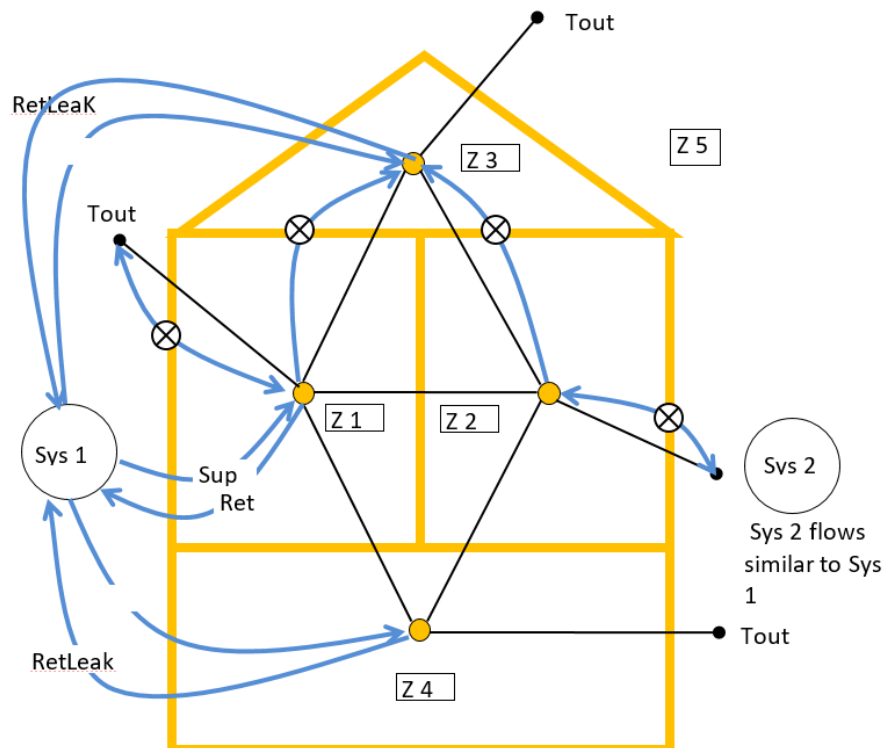 Tout
RetLeaK
Z 3
Z 5
Tout
Z 1
Z 2
Sys 1
Sup
Ret
Sys 2
Sys 2 flows
similar to Sys
1
Tout
RetLeak
Z 4